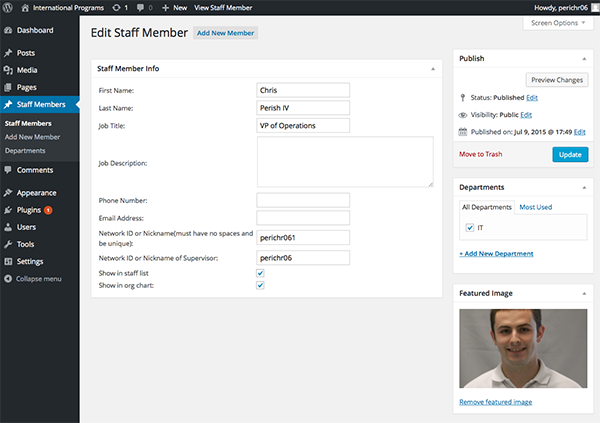 International Programs 1 0 + New View Staff Member Howdy, perichr06
Screen Options
Dashboard
Posts
Media
Pages
Staff Members
Staff Members
Add New Member
Departments
Comments
Appearance
Plugins 1
Users
Tools
Settings
Collapse menu
Edit Staff Member Add New Member
Staff Member Info
First Name: Chris
Last Name: Perish IV
Job Title: VP of Operations
Job Description:
Phone Number:
Email Address:
Network ID or Nickname(must have no spaces and
be unique): perichr061
Network ID or Nickname of Supervisor: perichr06
Show in staff list
Show in org chart:
Publish
Preview Changes
Status: Published Edit
Visibility: Public Edit
Published on: Jul 9, 2015 @ 17:49 Edit
Move to Trash Update
Departments
All Departments Most Used
IT
+ Add New Department
Featured Image
Remove featured image